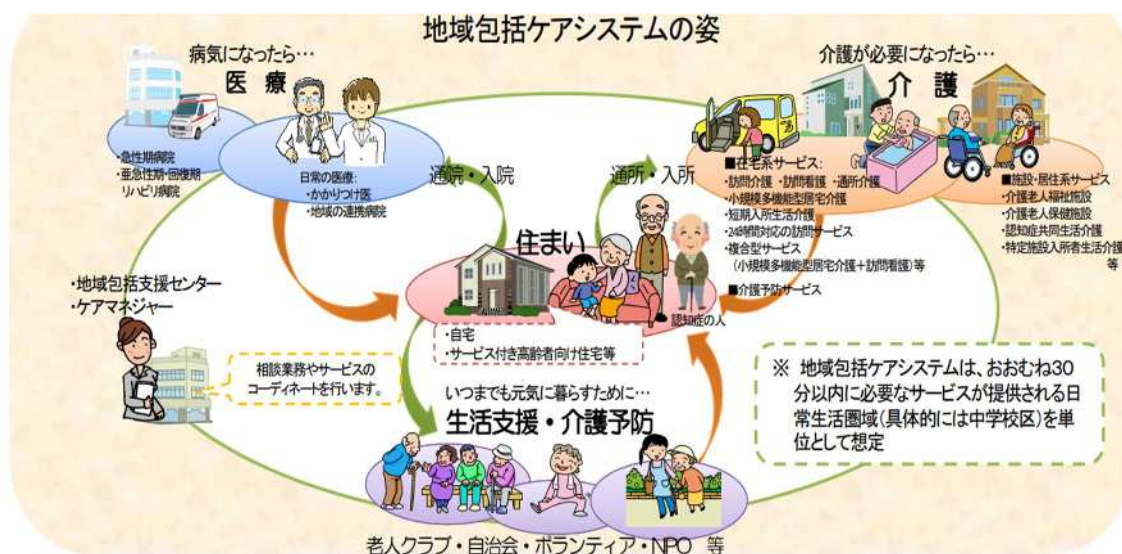 地域包括ケアシステムの姿
病気になったら…
医 療
介護が必要になったら…
介 護
・急性期病院
・亜急性期・回復期
リハビリ病院
日常の医療:
・かかりつけ医
・地域の連携病院
通院・入院
通所・入所
■在宅系サービス:
・訪問介護 ・訪問看護 ・通所介護
・小規模多機能型居宅介護
・短期入所生活介護
・24時間対応の訪問サービス
・複合型サービス
(小規模多機能型居宅介護+訪問看護)等
■介護予防サービス
■施設・居住系サービス
・介護老人福祉施設
・介護老人保健施設
・認知症共同生活介護
・特定施設入所者生活介護
等
住まい
認知症の人
・自宅
・サービス付き高齢者向け住宅等
・地域包括支援センター
・ケアマネジャー
相談業務やサービスの
コーディネートを行います。
いつまでも元気に暮らすために…
生活支援・介護予防
※ 地域包括ケアシステムは、おおむね30
分以内に必要なサービスが提供される日
常生活圏域(具体的には中学校区)を単
位として想定
老人クラブ・自治会・ボランティア・NPO 等